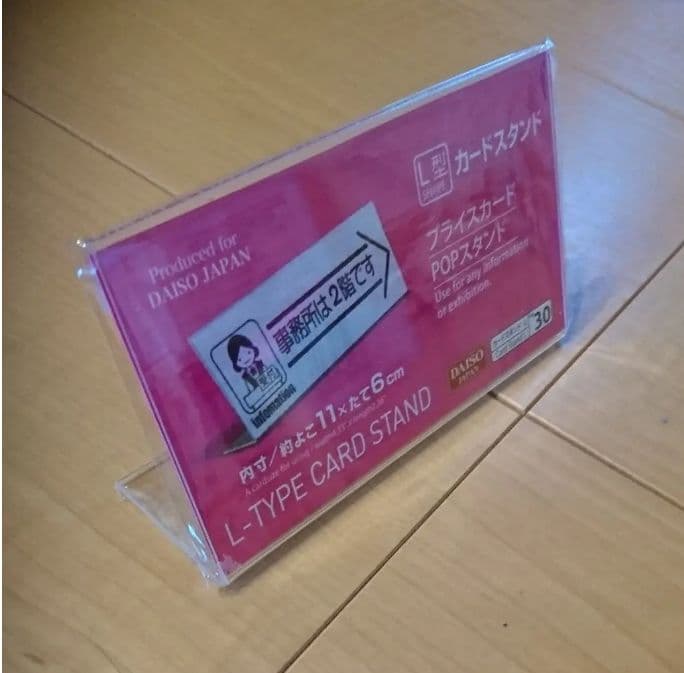 Produced for
DAISO JAPAN
L型
カードスタンド
プライスカード
POPスタンド
Use for any information
or exhibition.
事務所は2階です
infomation
内寸/約よこ11×たて6cm
L-TYPE CARD STAND
DAISO
JAPAN
30